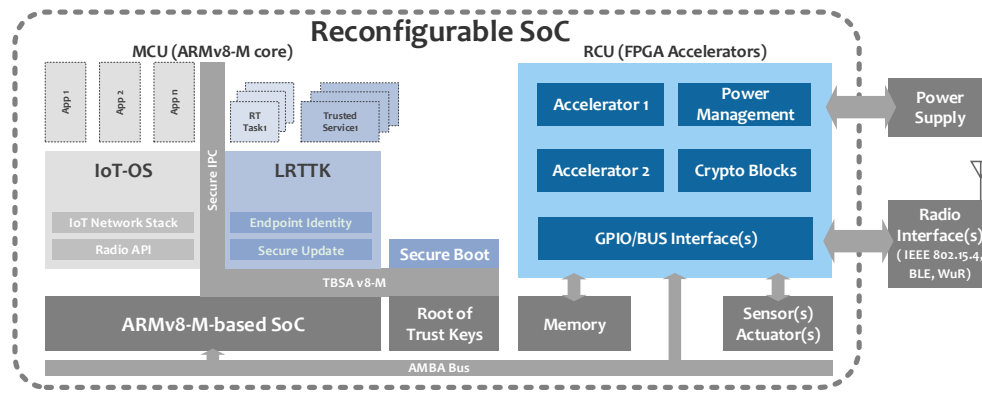 Reconfigurable SoC
MCU (ARMv8-M core)
RCU (FPGA Accelerators)
App 1
App 2
App n
Secure IPC
RT
Task1
Trusted
Service1
IoT-OS
LRTTK
IoT Network Stack
Radio API
Endpoint Identity
Secure Update
Secure Boot
TBSA v8-M
ARMv8-M-based SoC
Root of
Trust Keys
Accelerator 1
Power
Management
Accelerator 2
Crypto Blocks
GPIO/BUS Interface(s)
Memory
Sensor(s)
Actuator(s)
AMBA Bus
Power
Supply
Radio
Interface(s)
( IEEE 802.15.4,
BLE, WuR)